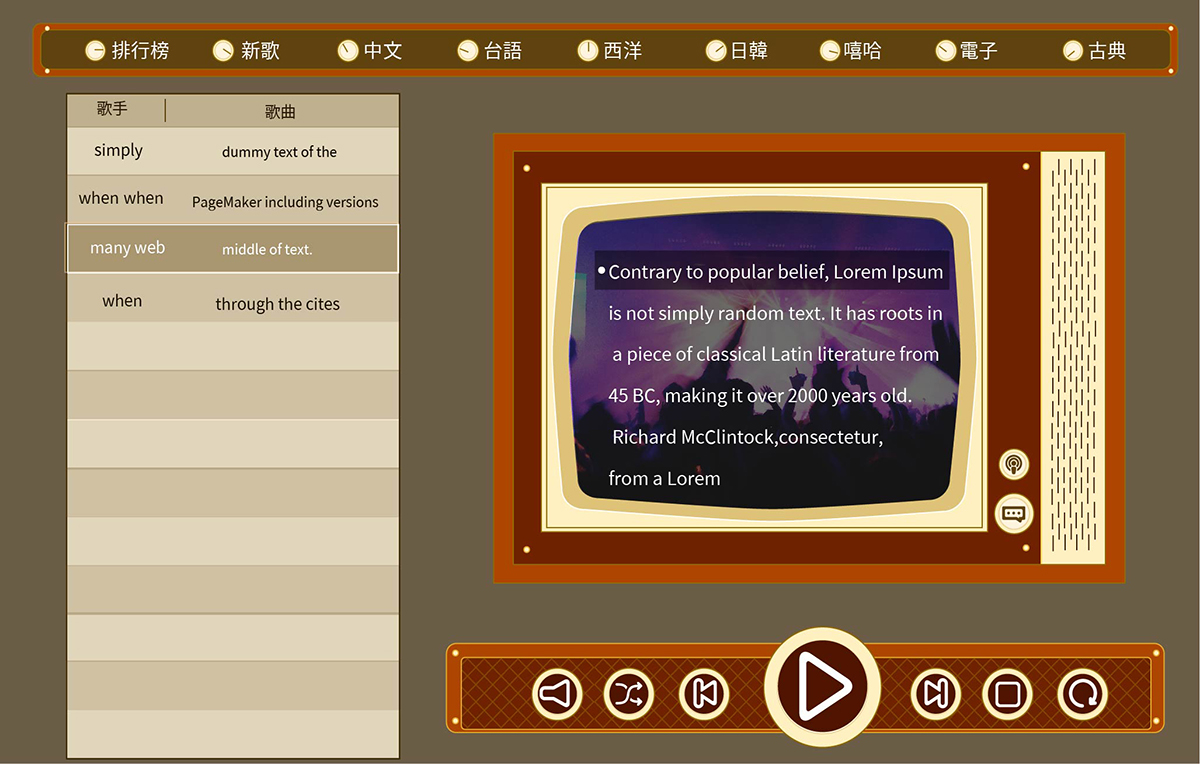 排行榜 新歌 中文 台語 西洋 日韓 嘻哈 電子 古典
歌手 歌曲
simply dummy text of the
when when PageMaker including versions
many web middle of text.
when through the cites
Contrary to popular belief, Lorem Ipsum
is not simply random text. It has roots in
a piece of classical Latin literature from
45 BC, making it over 2000 years old.
Richard McClintock,consectetur,
from a Lorem